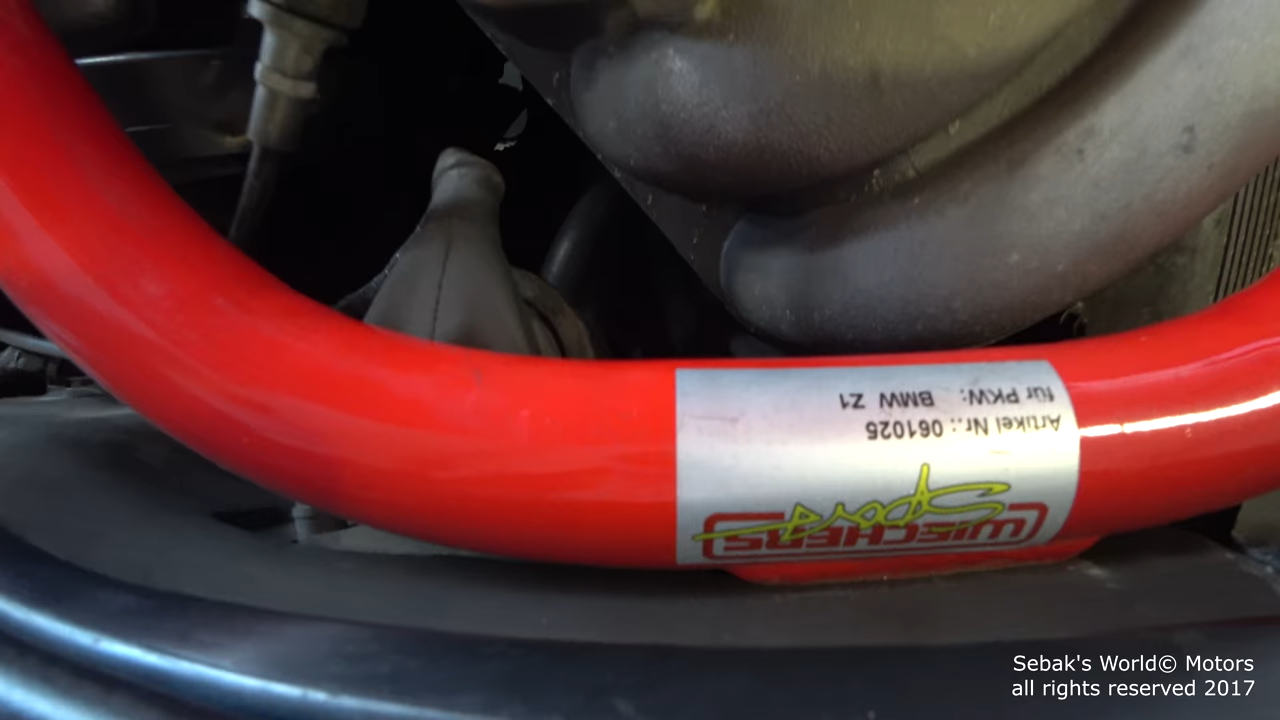 WIECHERS
Sport
Artikel Nr.: 061025
für PKW: BMW Z1
Sebak's World© Motors
all rights reserved 2017